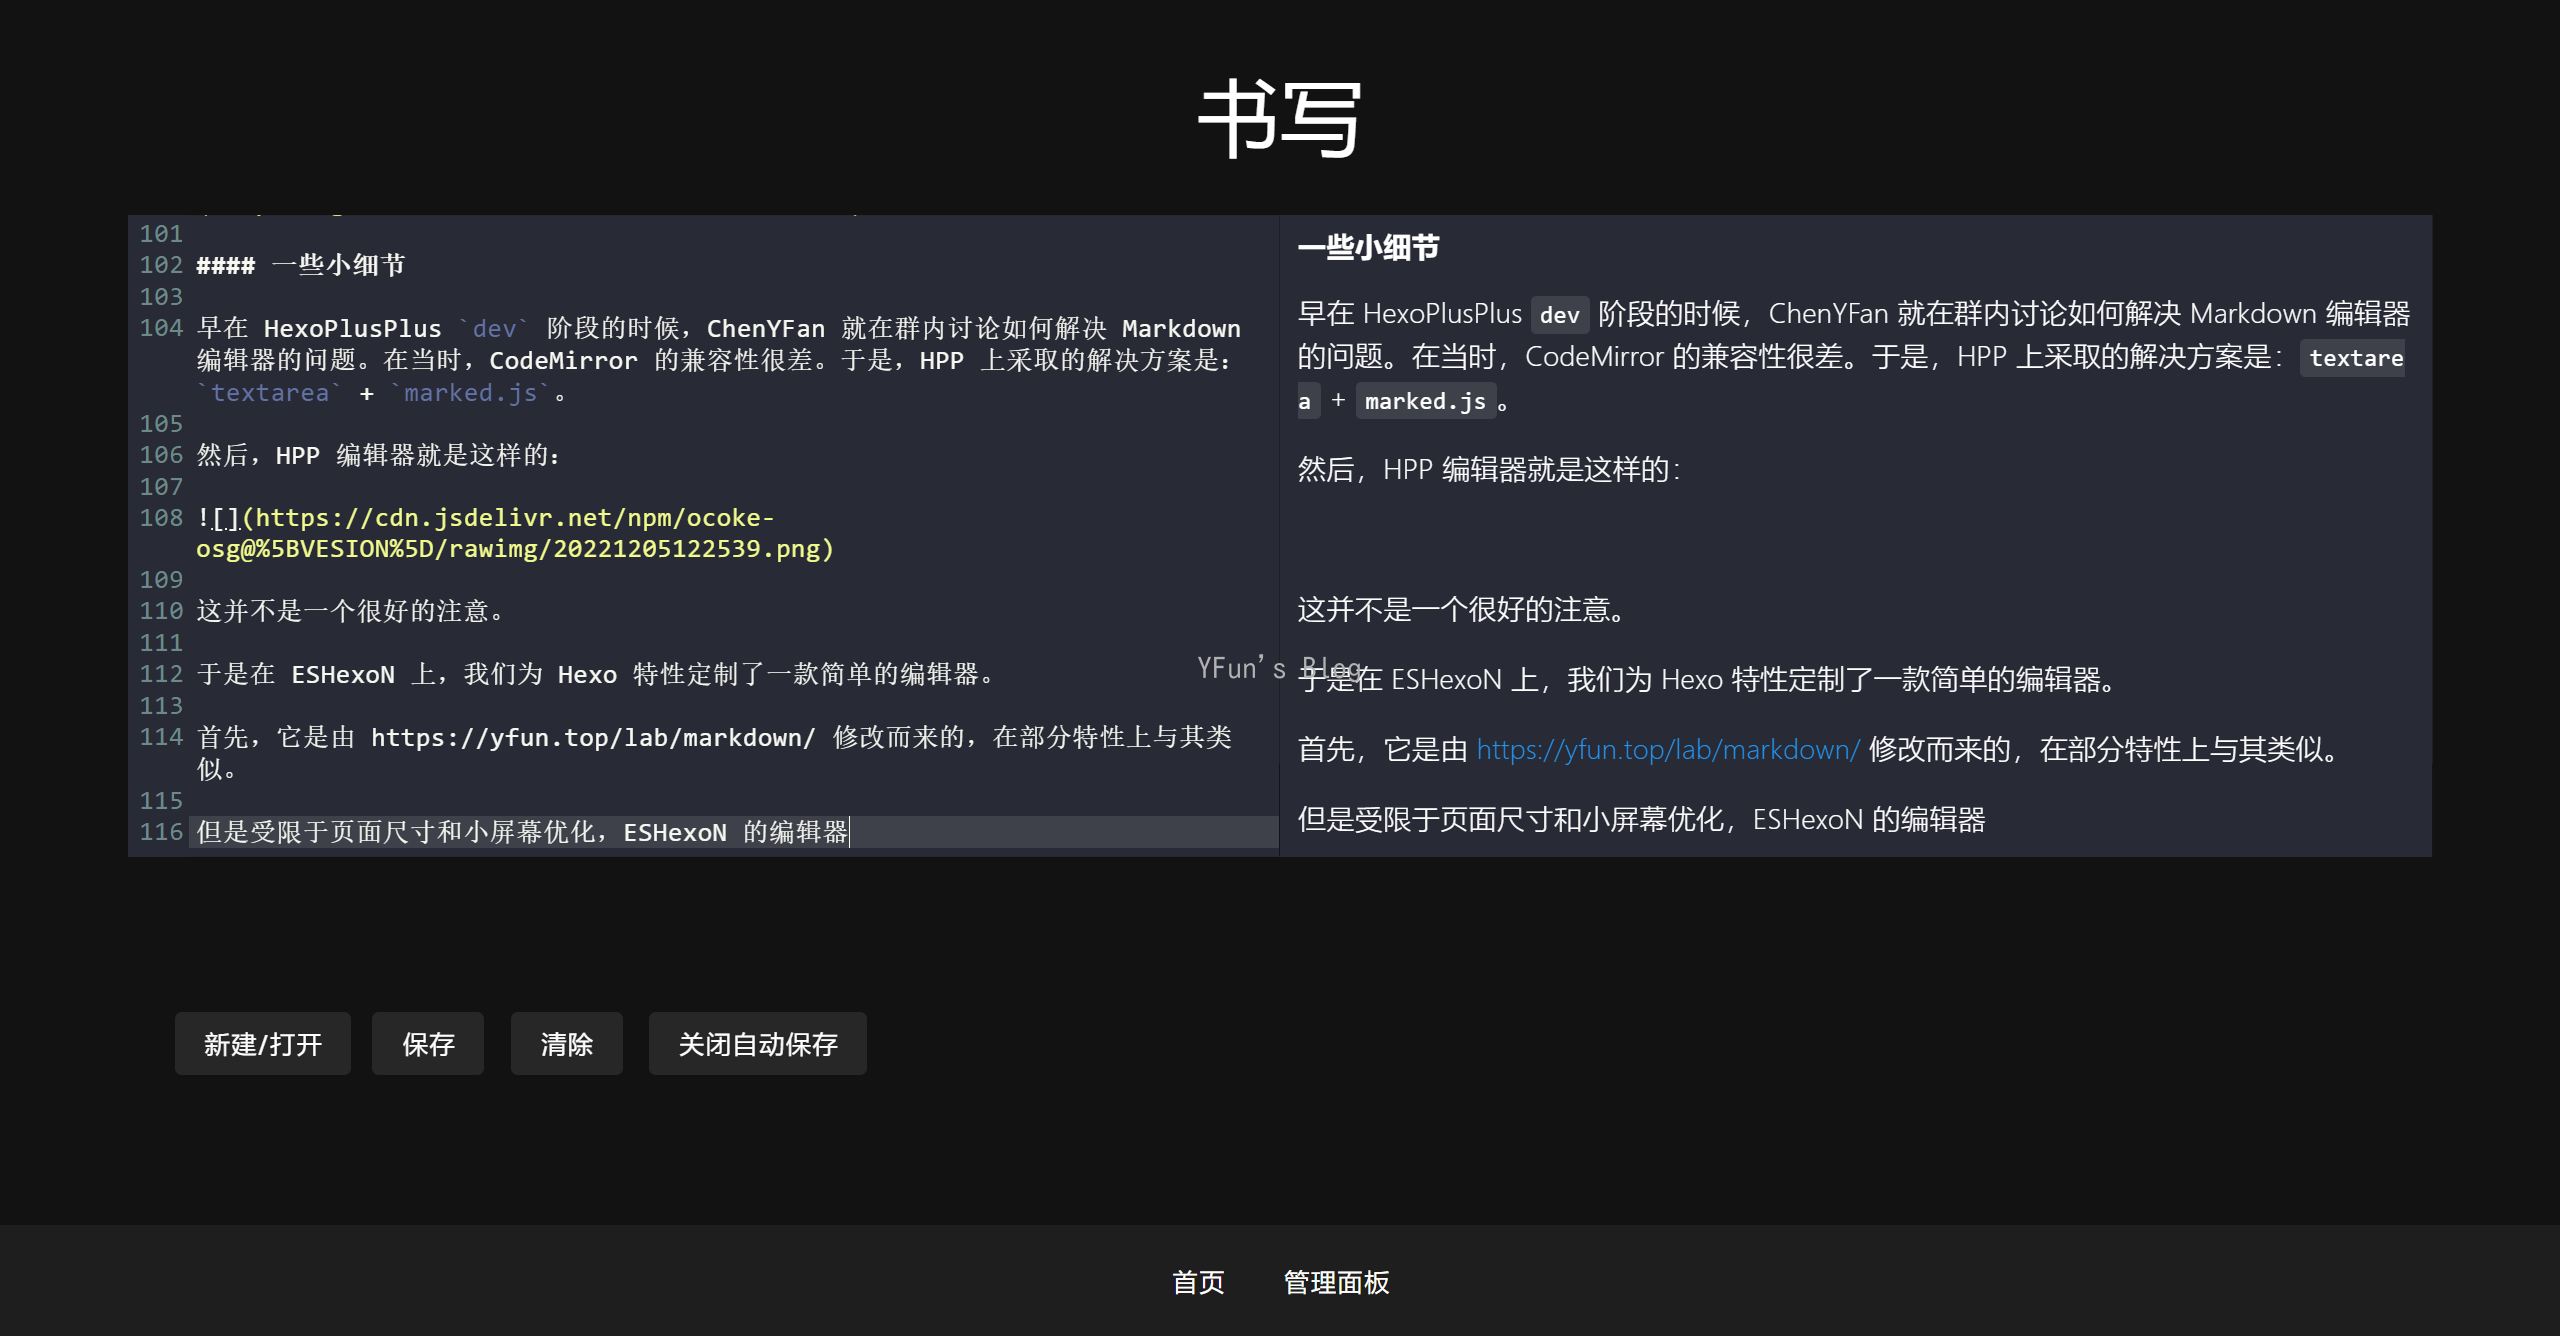 书写
101
102 #### 一些小细节
103
104 早在 HexoPlusPlus `dev` 阶段的时候，ChenYFan 就在群内讨论如何解决 Markdown
编辑器的问题。在当时，CodeMirror 的兼容性很差。于是，HPP 上采取的解决方案是：
`textarea` + `marked.js`。
105
106 然后，HPP 编辑器就是这样的：
107
108 ![](https://cdn.jsdelivr.net/npm/ocoke-
osg@%5BVESION%5D/rawimg/20221205122539.png)
109
110 这并不是一个很好的注意。
111
112 于是在 ESHexoN 上，我们为 Hexo 特性定制了一款简单的编辑器。
113
114 首先，它是由 https://yfun.top/lab/markdown/ 修改而来的，在部分特性上与其类
似。
115
116 但是受限于页面尺寸和小屏幕优化，ESHexoN 的编辑器
一些小细节
早在 HexoPlusPlus dev 阶段的时候，ChenYFan 就在群内讨论如何解决 Markdown 编辑器
的问题。在当时，CodeMirror 的兼容性很差。于是，HPP 上采取的解决方案是：textare
a + marked.js。
然后，HPP 编辑器就是这样的：
这并不是一个很好的注意。
YFun's Blog
于是在 ESHexoN 上，我们为 Hexo 特性定制了一款简单的编辑器。
首先，它是由 https://yfun.top/lab/markdown/ 修改而来的，在部分特性上与其类似。
但是受限于页面尺寸和小屏幕优化，ESHexoN 的编辑器
新建/打开 保存 清除 关闭自动保存
首页 管理面板